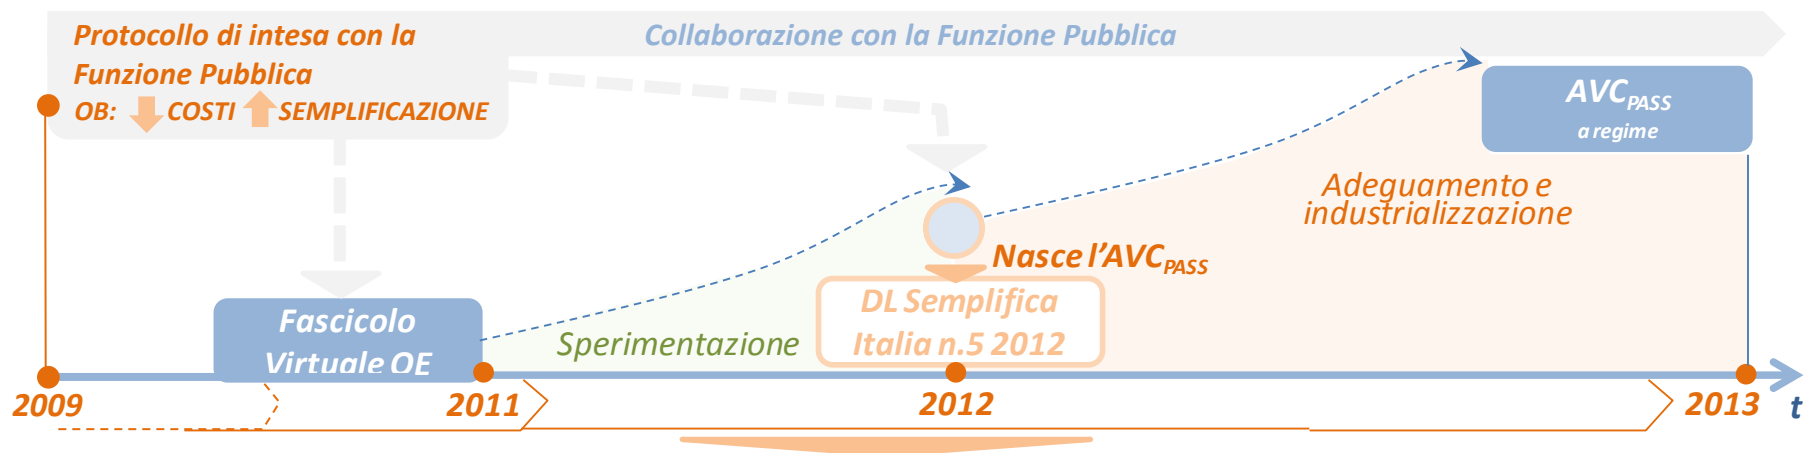 Protocollo di intesa con la
Funzione Pubblica
OB: COSTI SEMPLIFICAZIONE
Collaborazione con la Funzione Pubblica
AVCPASS
a regime
Adeguamento e
industrializzazione
Nasce l'AVCPASS
DL Semplifica
Italia n.5 2012
Fascicolo
Virtuale OE
Sperimentazione
2009
2011
2012
2013
t